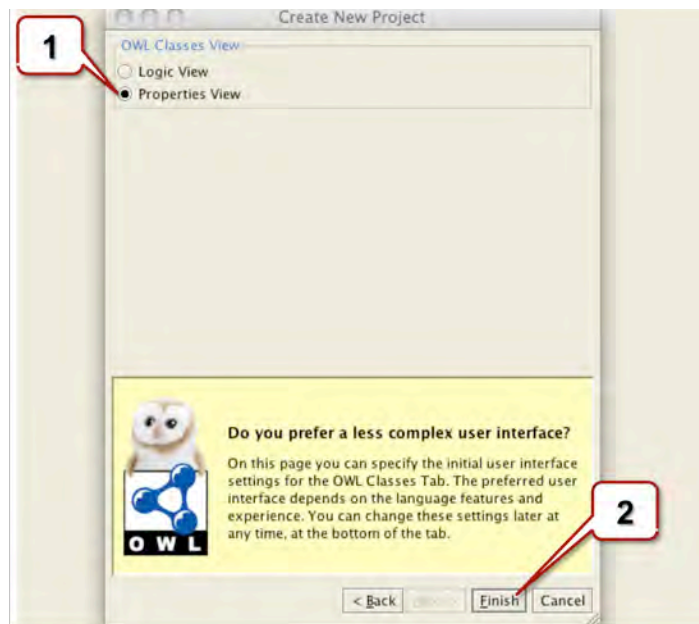 Create New Project
1
OWL Classes View
Logic View
Properties View
Do you prefer a less complex user interface?
On this page you can specify the initial user interface
settings for the OWL Classes Tab. The preferred user
interface depends on the language features and
experience. You can change these settings later at
any time, at the bottom of the tab.
OWL
2
< Back
Finish
Cancel